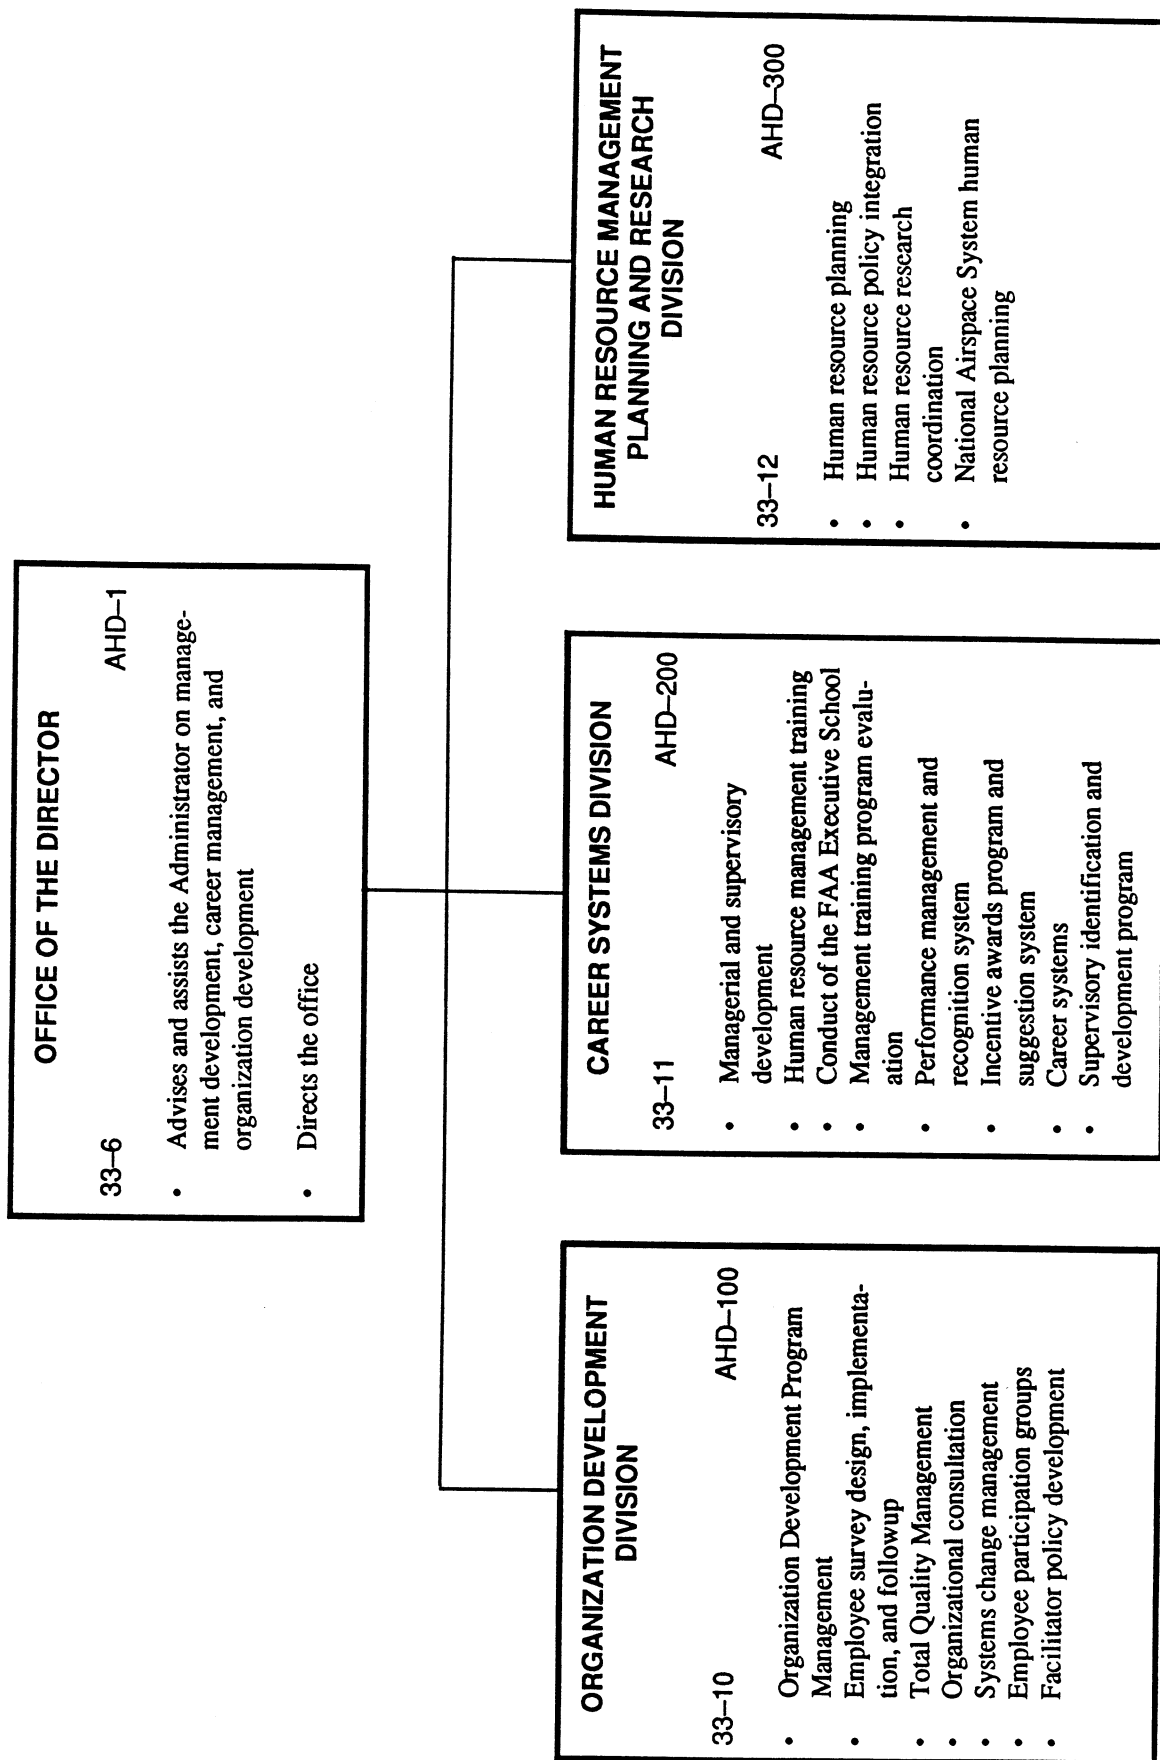 OFFICE OF THE DIRECTOR
33–6 AHD–1
• Advises and assists the Administrator on manage-
ment development, career management, and
organization development
• Directs the office
ORGANIZATION DEVELOPMENT
DIVISION
33–10 AHD–100
• Organization Development Program
Management
• Employee survey design, implementa-
tion, and followup
• Total Quality Management
• Organizational consultation
• Systems change management
• Employee participation groups
• Facilitator policy development
CAREER SYSTEMS DIVISION
33–11 AHD–200
• Managerial and supervisory
development
• Human resource management training
• Conduct of the FAA Executive School
• Management training program evalu-
ation
• Performance management and
recognition system
• Incentive awards program and
suggestion system
• Career systems
• Supervisory identification and
development program
HUMAN RESOURCE MANAGEMENT
PLANNING AND RESEARCH
DIVISION
33–12 AHD–300
• Human resource planning
• Human resource policy integration
• Human resource research
coordination
• National Airspace System human
resource planning